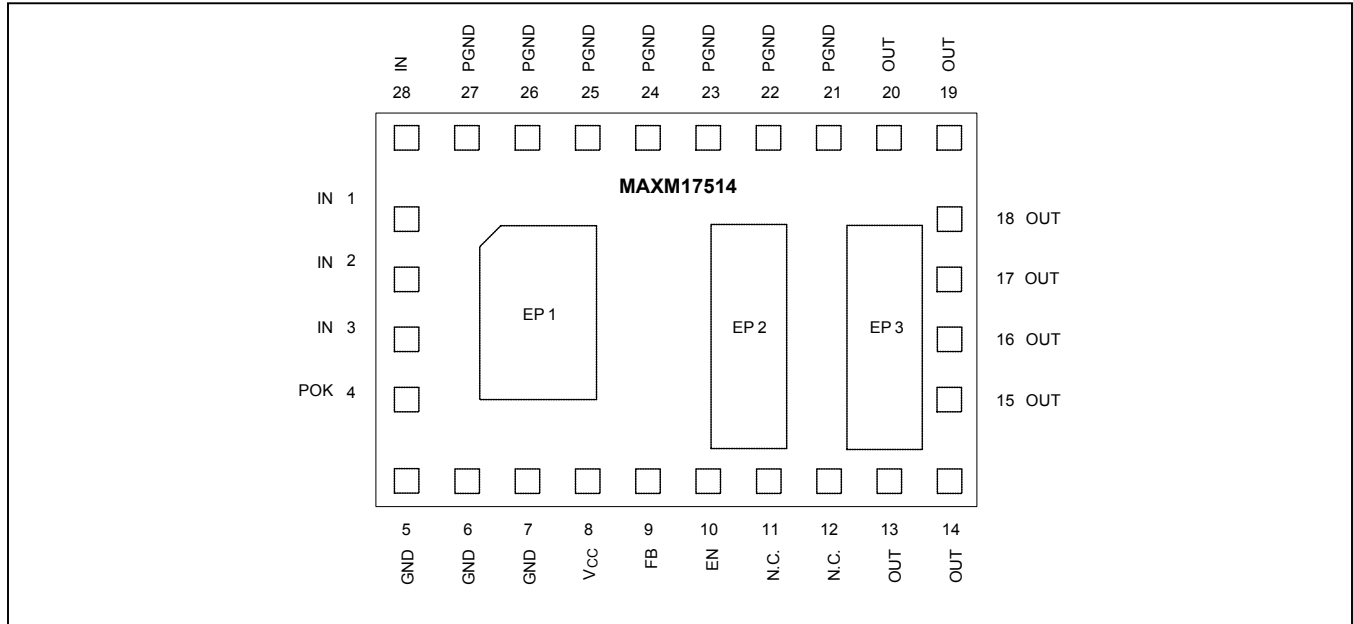 IN PGND PGND PGND PGND PGND PGND PGND OUT OUT
28 27 26 25 24 23 22 21 20 19
MAXM17514
IN 1
18 OUT
IN 2
17 OUT
IN 3
EP 1
EP 2
EP 3
16 OUT
POK 4
15 OUT
5 6 7 8 9 10 11 12 13 14
GND GND GND VCC FB EN N.C. N.C. OUT OUT